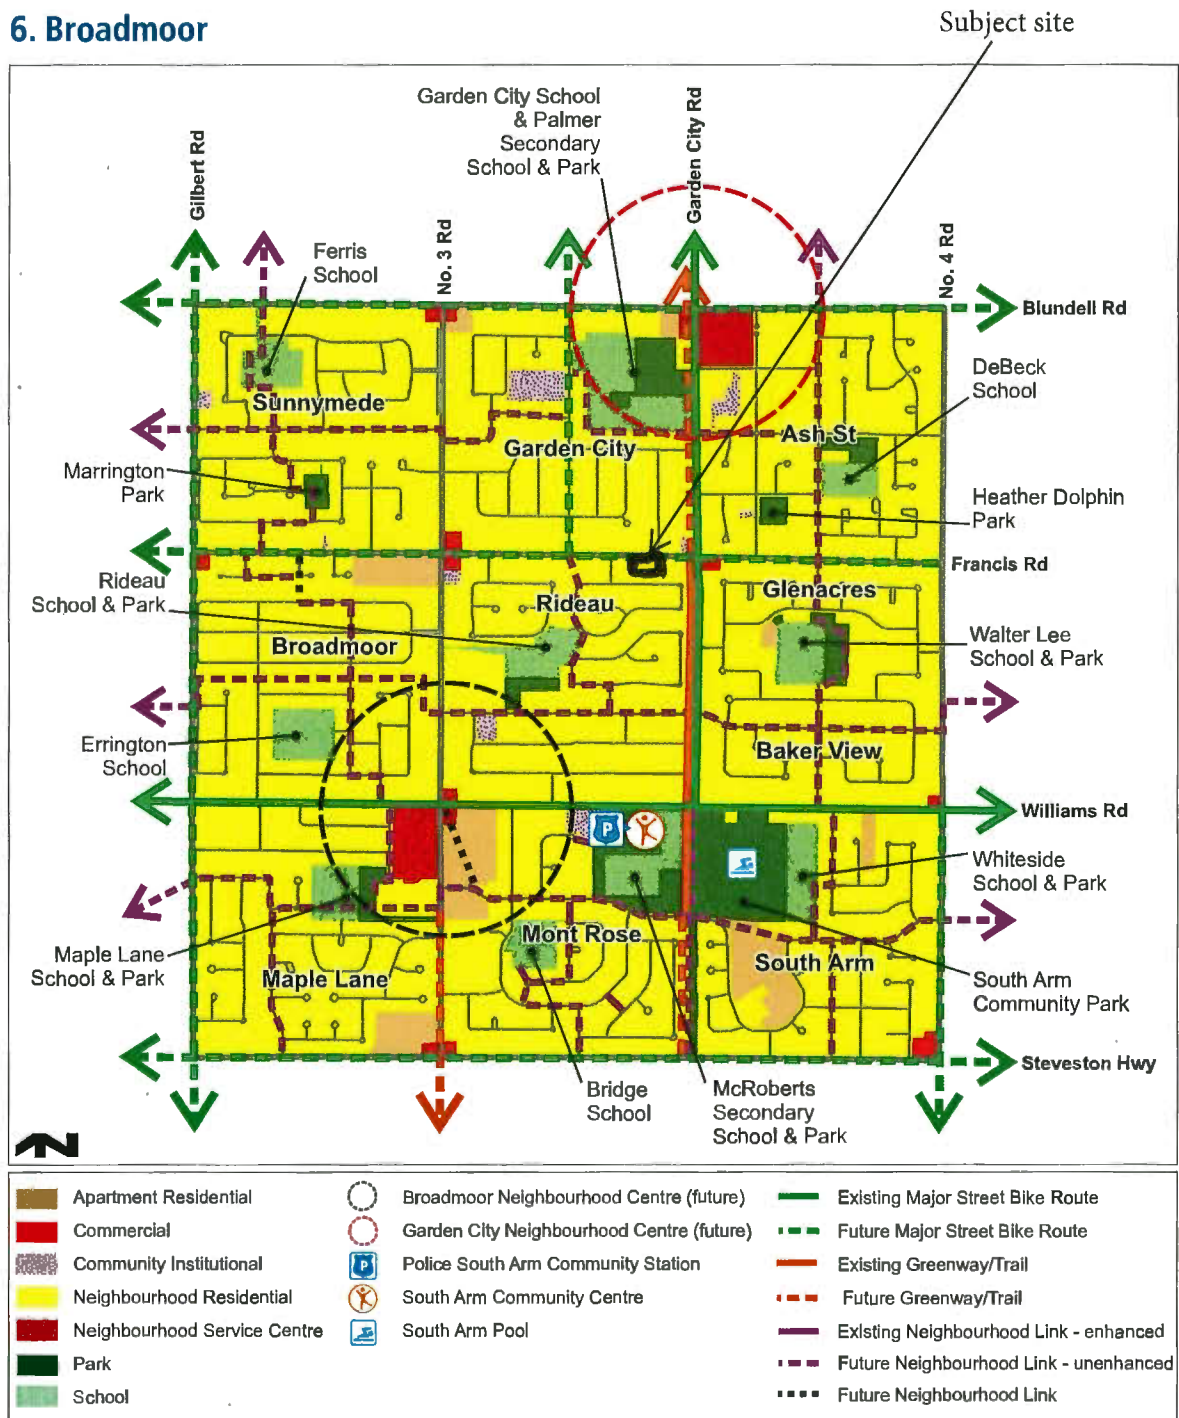 6. Broadmoor
Subject site
Garden City School
& Palmer
Secondary
School & Park
Gilbert Rd
No. 3 Rd
Garden City Rd
No. 4 Rd
Ferris
School
Blundell Rd
DeBeck
School
Sunnymede
Ash St
Garden City
Marrington
Park
Heather Dolphin
Park
Francis Rd
Rideau
School & Park
Rideau
Glenacres
Broadmoor
Walter Lee
School & Park
Errington
School
Baker View
Williams Rd
P
Whiteside
School & Park
Maple Lane
School & Park
Mont Rose
Maple Lane
South Arm
South Arm
Community Park
Steveston Hwy
Bridge
School
McRoberts
Secondary
School & Park
N
Apartment Residential
Commercial
Community Institutional
Neighbourhood Residential
Neighbourhood Service Centre
Park
School
Broadmoor Neighbourhood Centre (future)
Garden City Neighbourhood Centre (future)
P
Police South Arm Community Station
South Arm Community Centre
South Arm Pool
Existing Major Street Bike Route
Future Major Street Bike Route
Existing Greenway/Trail
Future Greenway/Trail
Existing Neighbourhood Link - enhanced
Future Neighbourhood Link - unenhanced
Future Neighbourhood Link